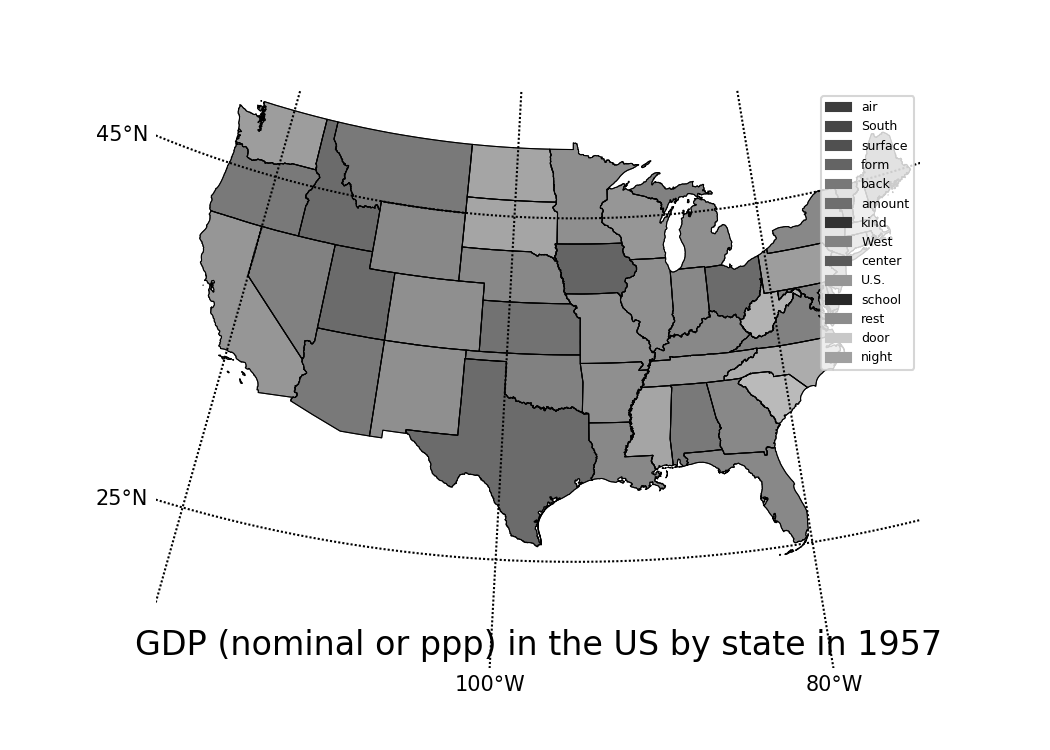 45°N
air
South
surface
form
back
amount
kind
West
center
U.S.
school
rest
door
night
25°N
GDP (nominal or ppp) in the US by state in 1957
100°W
80°W